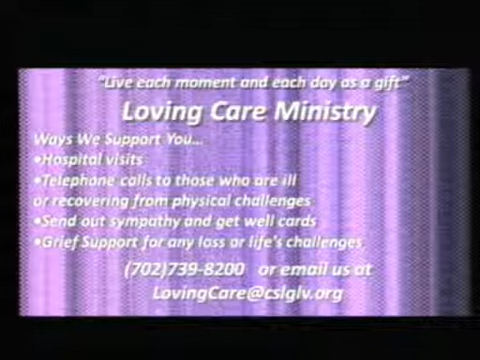 "Live each moment and each day as a gift"
Loving Care Ministry
Ways We Support You...
•Hospital visits
•Telephone calls to those who are ill
or recovering from physical challenges
•Send out sympathy and get well cards
•Grief Support for any loss or life's challenges
(702)739-8200 or email us at
LovingCare@cslglv.org